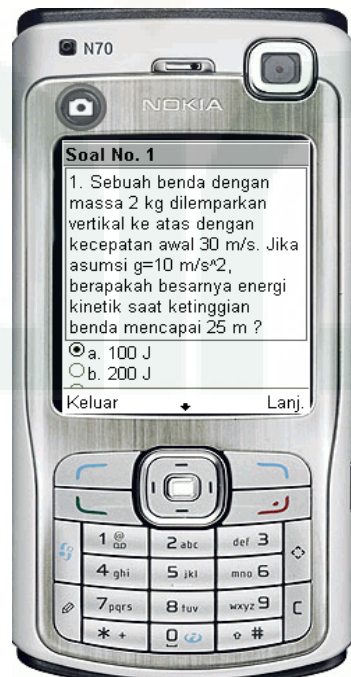 N70
NOKIA
Soal No. 1
1. Sebuah benda dengan
massa 2 kg dilemparkan
vertikal ke atas dengan
kecepatan awal 30 m/s. Jika
asumsi g=10 m/s^2,
berapakah besarnya energi
kinetik saat ketinggian
benda mencapai 25 m ?
a. 100 J
b. 200 J
Keluar Lanj.
1 2 abc def 3
4 ghi 5 jkl mno 6
7 pqrs 8 tuv wxyz 9 C
* + 0 #